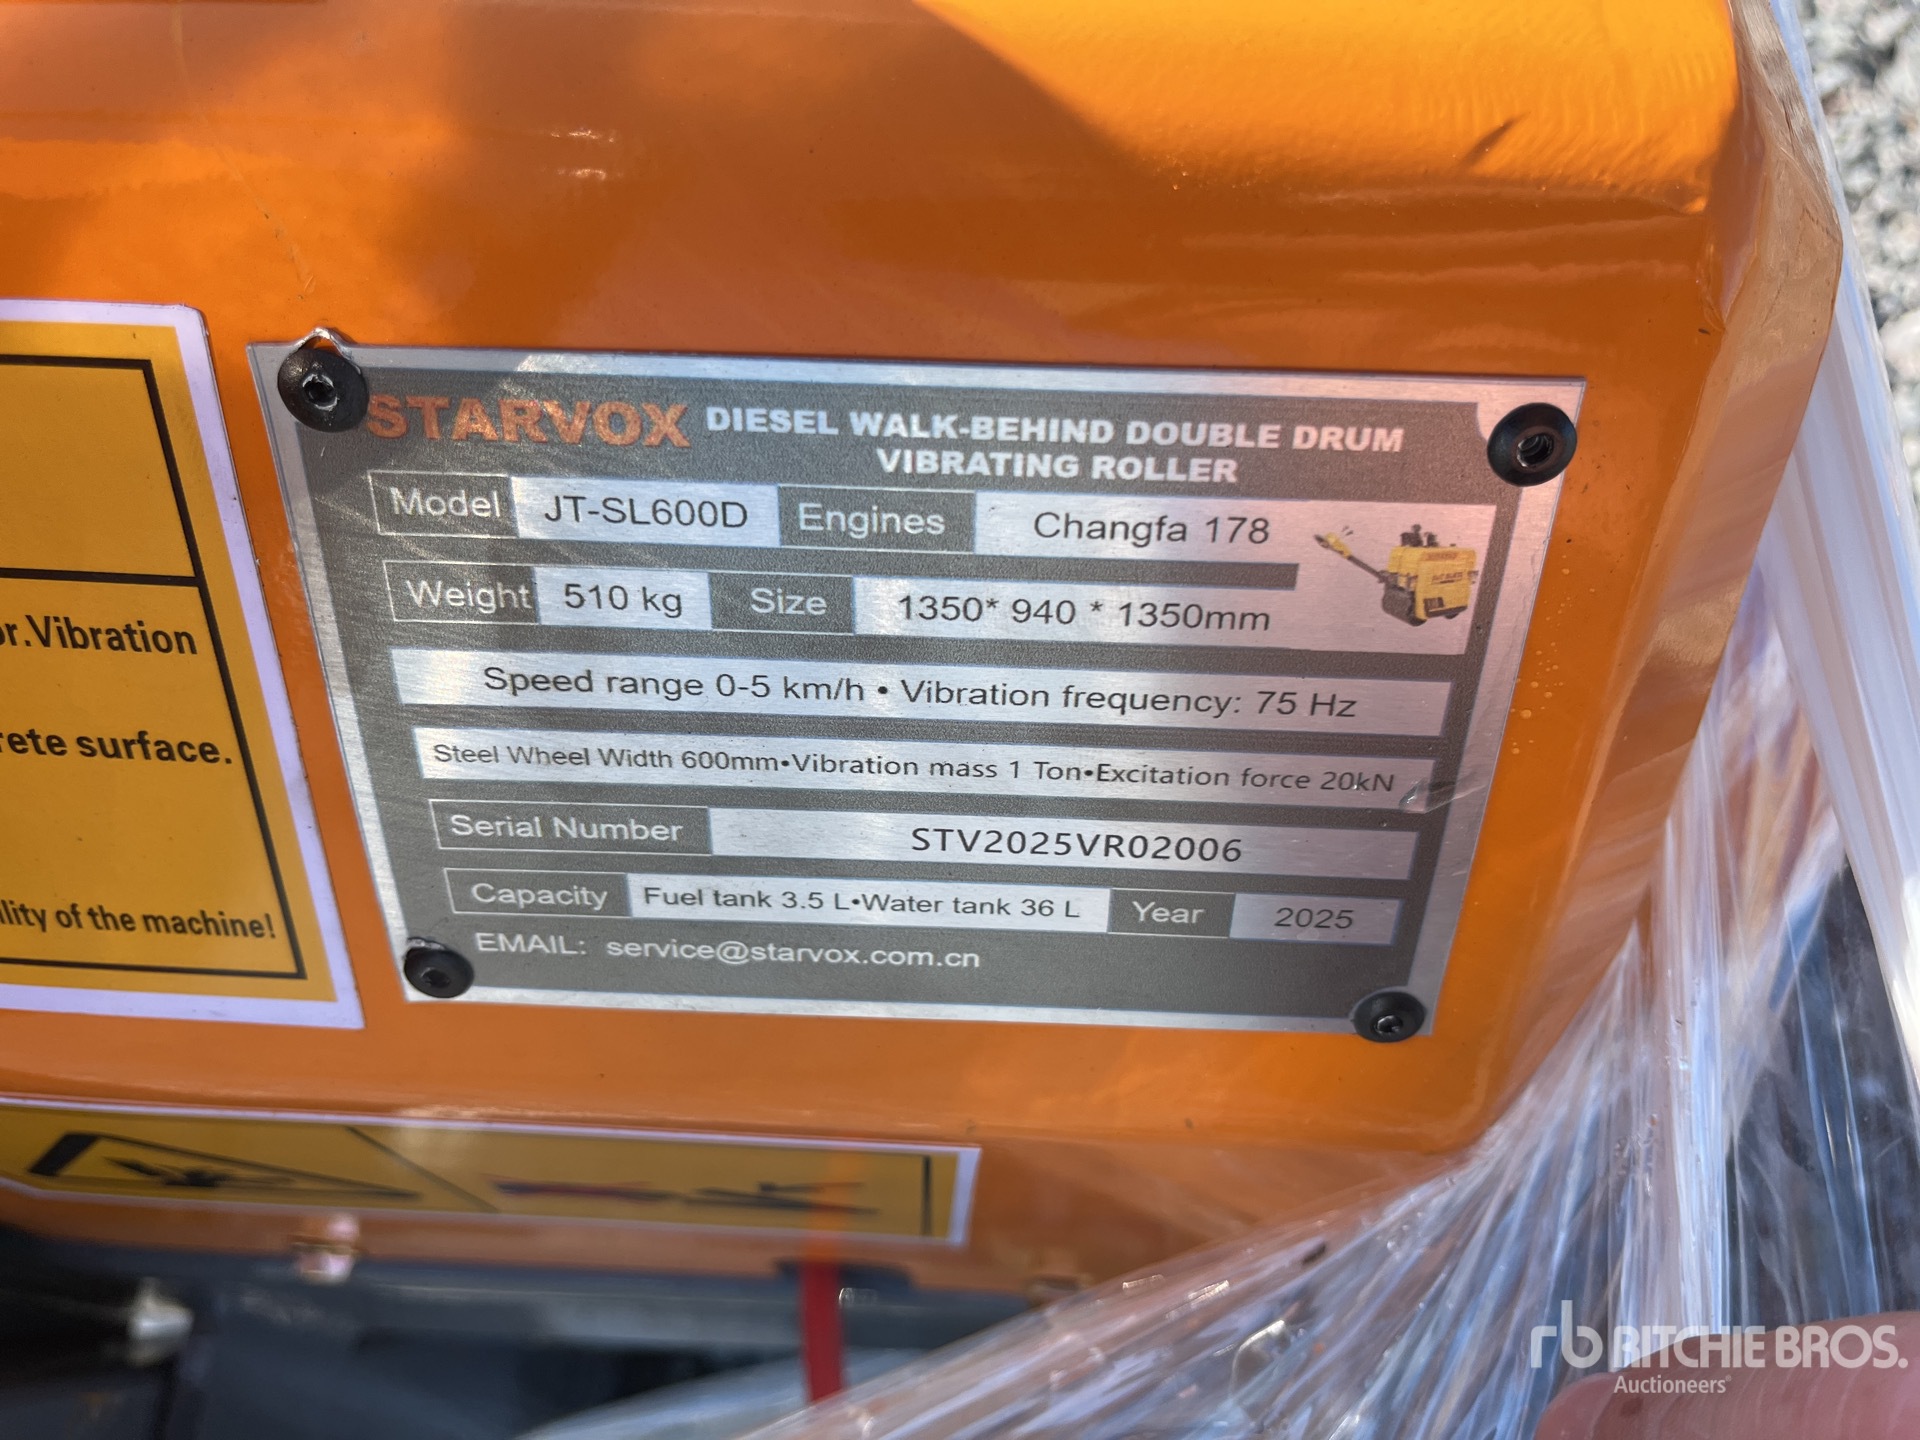 STARVOX DIESEL WALK-BEHIND DOUBLE DRUM
VIBRATING ROLLER
Model JT-SL600D Engines Changfa 178
Weight 510 kg Size 1350* 940 * 1350mm
Speed range 0-5 km/h • Vibration frequency: 75 Hz
Steel Wheel Width 600mm•Vibration mass 1 Ton•Excitation force 20kN
Serial Number STV2025VR02006
Capacity Fuel tank 3.5 L•Water tank 36 L Year 2025
EMAIL: service@starvox.com.cn
or.Vibration
rete surface.
ility of the machine!
rb RITCHIE BROS.
Auctioneers